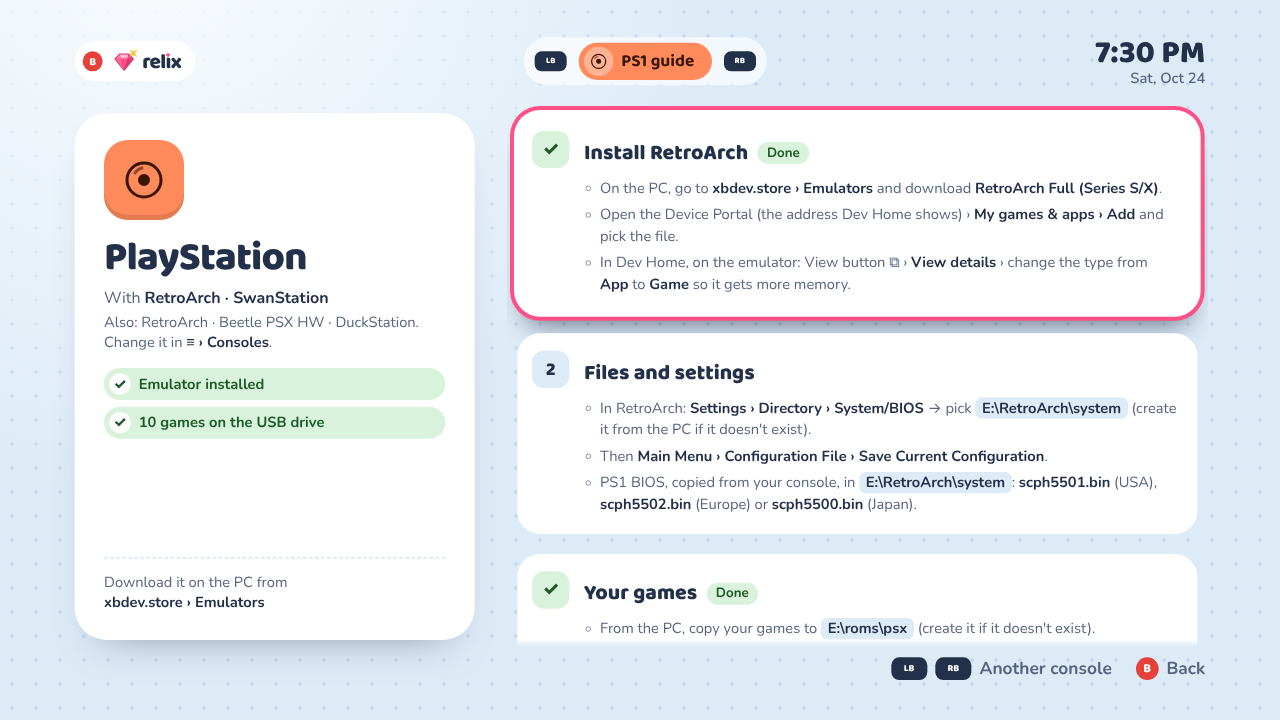 B relix
LB PS1 guide RB
7:30 PM
Sat, Oct 24
PlayStation
With RetroArch · SwanStation
Also: RetroArch · Beetle PSX HW · DuckStation.
Change it in ≡ › Consoles.
Emulator installed
10 games on the USB drive
Download it on the PC from
xbdev.store › Emulators
Install RetroArch Done
On the PC, go to xbdev.store › Emulators and download RetroArch Full (Series S/X).
Open the Device Portal (the address Dev Home shows) › My games & apps › Add and
pick the file.
In Dev Home, on the emulator: View button ⧉ › View details › change the type from
App to Game so it gets more memory.
2 Files and settings
In RetroArch: Settings › Directory › System/BIOS → pick E:\RetroArch\system (create
it from the PC if it doesn't exist).
Then Main Menu › Configuration File › Save Current Configuration.
PS1 BIOS, copied from your console, in E:\RetroArch\system: scph5501.bin (USA),
scph5502.bin (Europe) or scph5500.bin (Japan).
Your games Done
From the PC, copy your games to E:\roms\psx (create it if it doesn't exist).
LB RB Another console B Back